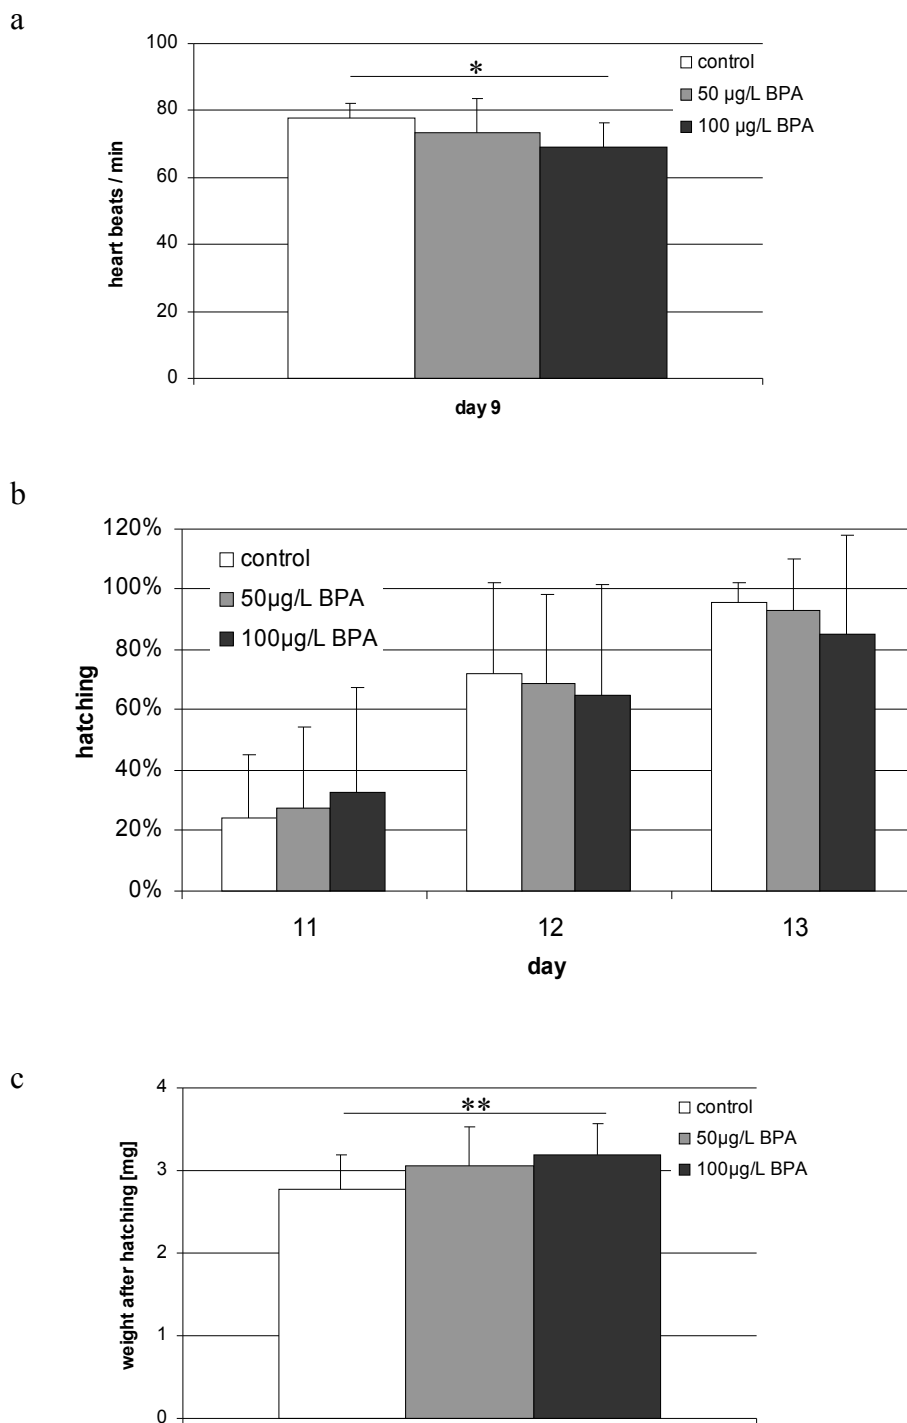 a
100
80
60
40
20
0
heart beats / min
*
control
50 µg/L BPA
100 µg/L BPA
day 9
b
120%
100%
80%
60%
40%
20%
0%
hatching
control
50µg/L BPA
100µg/L BPA
11 12 13
day
c
4
3
2
1
0
weight after hatching [mg]
**
control
50µg/L BPA
100µg/L BPA